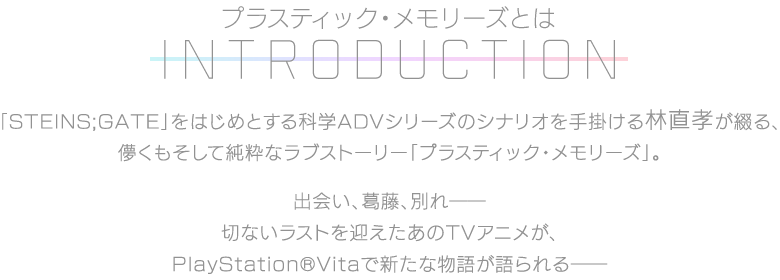 プラスティック・メモリーズとは
INTRODUCTION
「STEINS;GATE」をはじめとする科学ADVシリーズのシナリオを手掛ける林直孝が綴る、
儚くもそして純粋なラブストーリー「プラスティック・メモリーズ」。
出会い、葛藤、別れ──
切ないラストを迎えたあのTVアニメが、
PlayStation®Vitaで新たな物語が語られる──